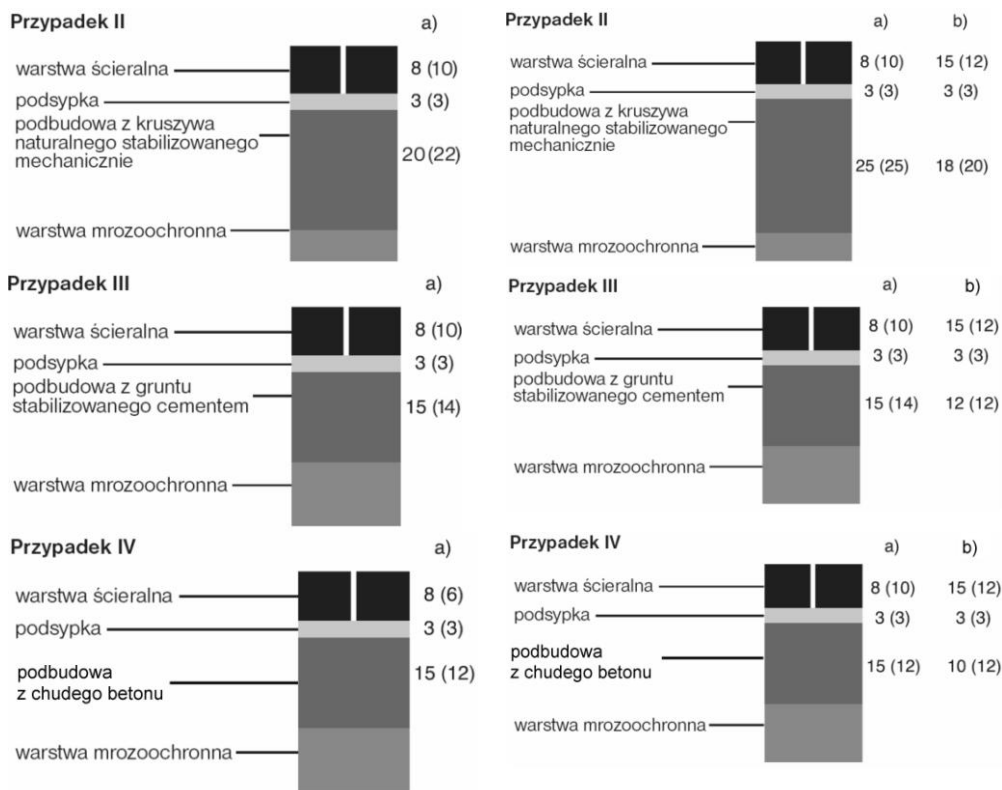 Przypadek II a)
warstwa ścieralna 8 (10)
podsypka 3 (3)
podbudowa z kruszywa
naturalnego stabilizowanego
mechanicznie
20 (22)
warstwa mrozoochronna
Przypadek III a)
warstwa ścieralna 8 (10)
podsypka 3 (3)
podbudowa z gruntu
stabilizowanego cementem
15 (14)
warstwa mrozoochronna
Przypadek IV a)
warstwa ścieralna 8 (6)
podsypka 3 (3)
podbudowa
z chudego betonu
15 (12)
warstwa mrozoochronna
Przypadek II a) b)
warstwa ścieralna 8 (10) 15 (12)
podsypka 3 (3) 3 (3)
podbudowa z kruszywa
naturalnego stabilizowanego
mechanicznie
25 (25) 18 (20)
warstwa mrozoochronna
Przypadek III a) b)
warstwa ścieralna 8 (10) 15 (12)
podsypka 3 (3) 3 (3)
podbudowa z gruntu
stabilizowanego cementem
15 (14) 12 (12)
warstwa mrozoochronna
Przypadek IV a) b)
warstwa ścieralna 8 (10) 15 (12)
podsypka 3 (3) 3 (3)
podbudowa
z chudego betonu
15 (12) 10 (12)
warstwa mrozoochronna